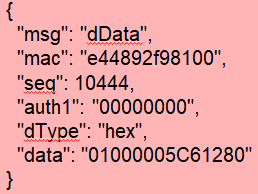 {
"msg": "dData",
"mac": "e44892f98100",
"seq": 10444,
"auth1": "00000000",
"dType": "hex",
"data": "01000005C61280"
}